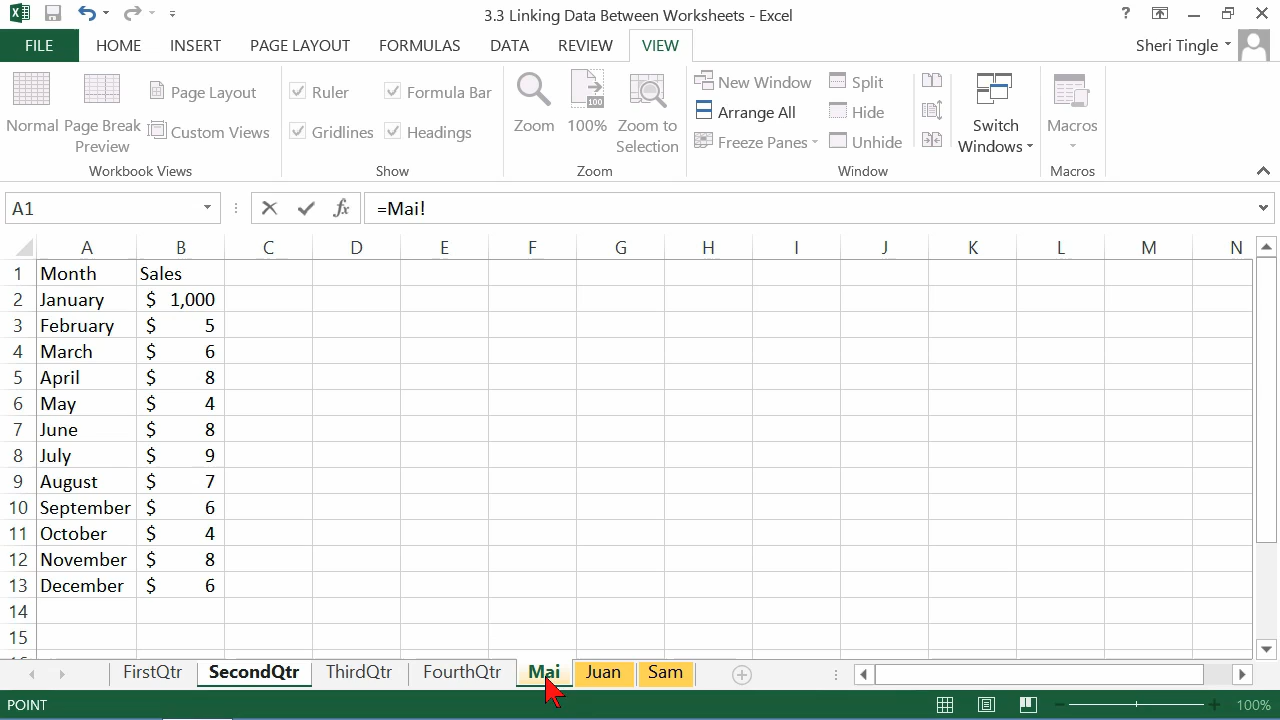 3.3 Linking Data Between Worksheets - Excel
?
FILE HOME INSERT PAGE LAYOUT FORMULAS DATA REVIEW VIEW Sheri Tingle
Normal
Page Break
Preview
Page Layout
Custom Views
Workbook Views
Ruler
Formula Bar
Gridlines
Headings
Show
Zoom
100
100%
Zoom to
Selection
Zoom
New Window
Arrange All
Freeze Panes
Split
Hide
Unhide
Switch
Windows
Window
Macros
Macros
A1 fx =Mai!
A B C D E F G H I J K L M N
1 Month Sales
2 January $ 1,000
3 February $ 5
4 March $ 6
5 April $ 8
6 May $ 4
7 June $ 8
8 July $ 9
9 August $ 7
10 September $ 6
11 October $ 4
12 November $ 8
13 December $ 6
14
15
FirstQtr SecondQtr ThirdQtr FourthQtr Mai Juan Sam
POINT 100%